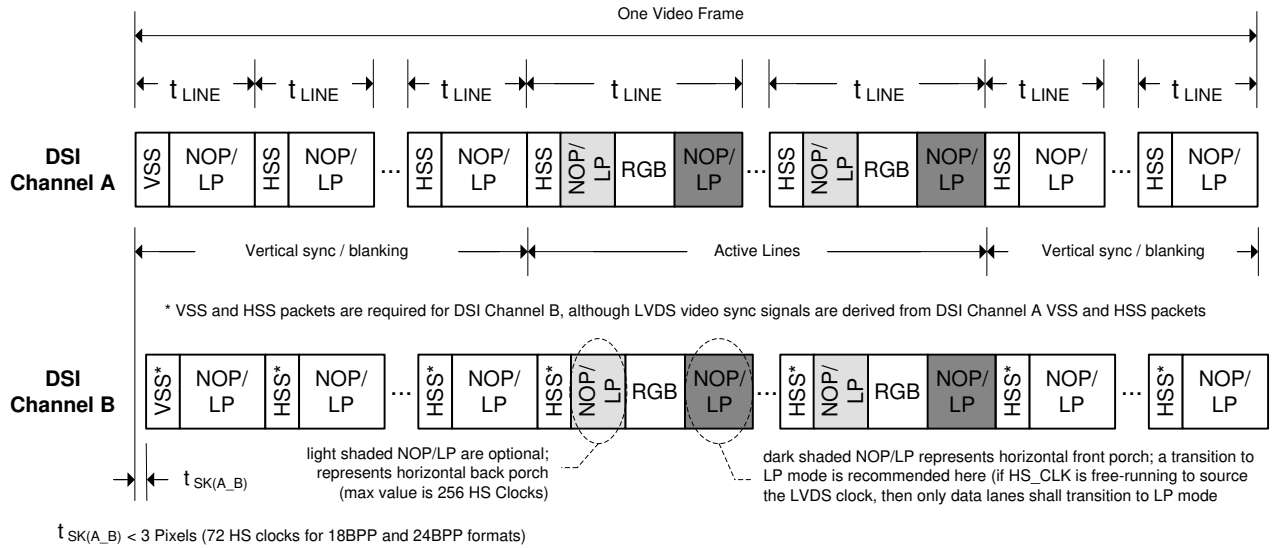 One Video Frame
t LINE t LINE t LINE t LINE t LINE t LINE t LINE
DSI
Channel A
VSS NOP/ LP HSS NOP/ LP ... HSS NOP/ LP HSS NOP/ LP RGB NOP/ LP ... HSS NOP/ LP RGB NOP/ LP HSS NOP/ LP ... HSS NOP/ LP
Vertical sync / blanking Active Lines Vertical sync / blanking
* VSS and HSS packets are required for DSI Channel B, although LVDS video sync signals are derived from DSI Channel A VSS and HSS packets
DSI
Channel B
VSS* NOP/ LP HSS* NOP/ LP ... HSS* NOP/ LP HSS* NOP/ LP RGB NOP/ LP ... HSS* NOP/ LP RGB NOP/ LP HSS* NOP/ LP ... HSS* NOP/ LP
t SK(A_B)
light shaded NOP/LP are optional;
represents horizontal back porch
(max value is 256 HS Clocks)
dark shaded NOP/LP represents horizontal front porch; a transition to
LP mode is recommended here (if HS_CLK is free-running to source
the LVDS clock, then only data lanes shall transition to LP mode
t SK(A_B) < 3 Pixels (72 HS clocks for 18BPP and 24BPP formats)